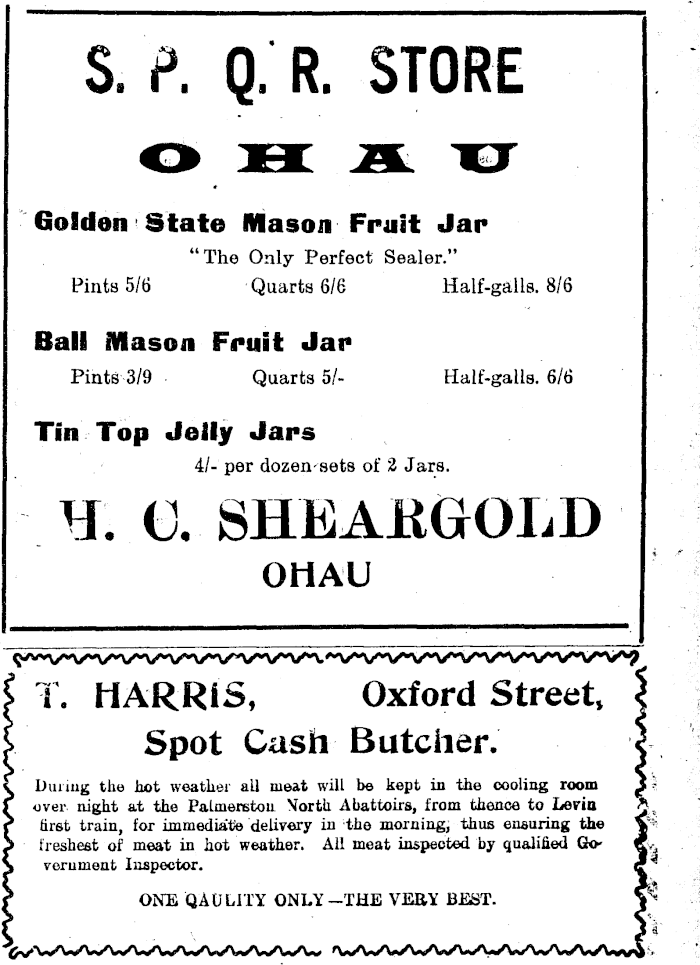 S. P. Q. R. STORE
OHAU
Golden State Mason Fruit Jar
"The Only Perfect Sealer."
Pints 5/6 Quarts 6/6 Half-galls. 8/6
Ball Mason Fruit Jar
Pints 3/9 Quarts 5/- Half-galls. 6/6
Tin Top Jelly Jars
4/- per dozen sets of 2 Jars.
H. C. SHEARGOLD
OHAU
T. HARRIS, Oxford Street,
Spot Cash Butcher.
During the hot weather all meat will be kept in the cooling room
over night at the Palmerston North Abattoirs, from thence to Levin
first train, for immediate delivery in the morning, thus ensuring the
freshest of meat in hot weather. All meat inspected by qualified Go-
vernment Inspector.
ONE QAULITY ONLY—THE VERY BEST.